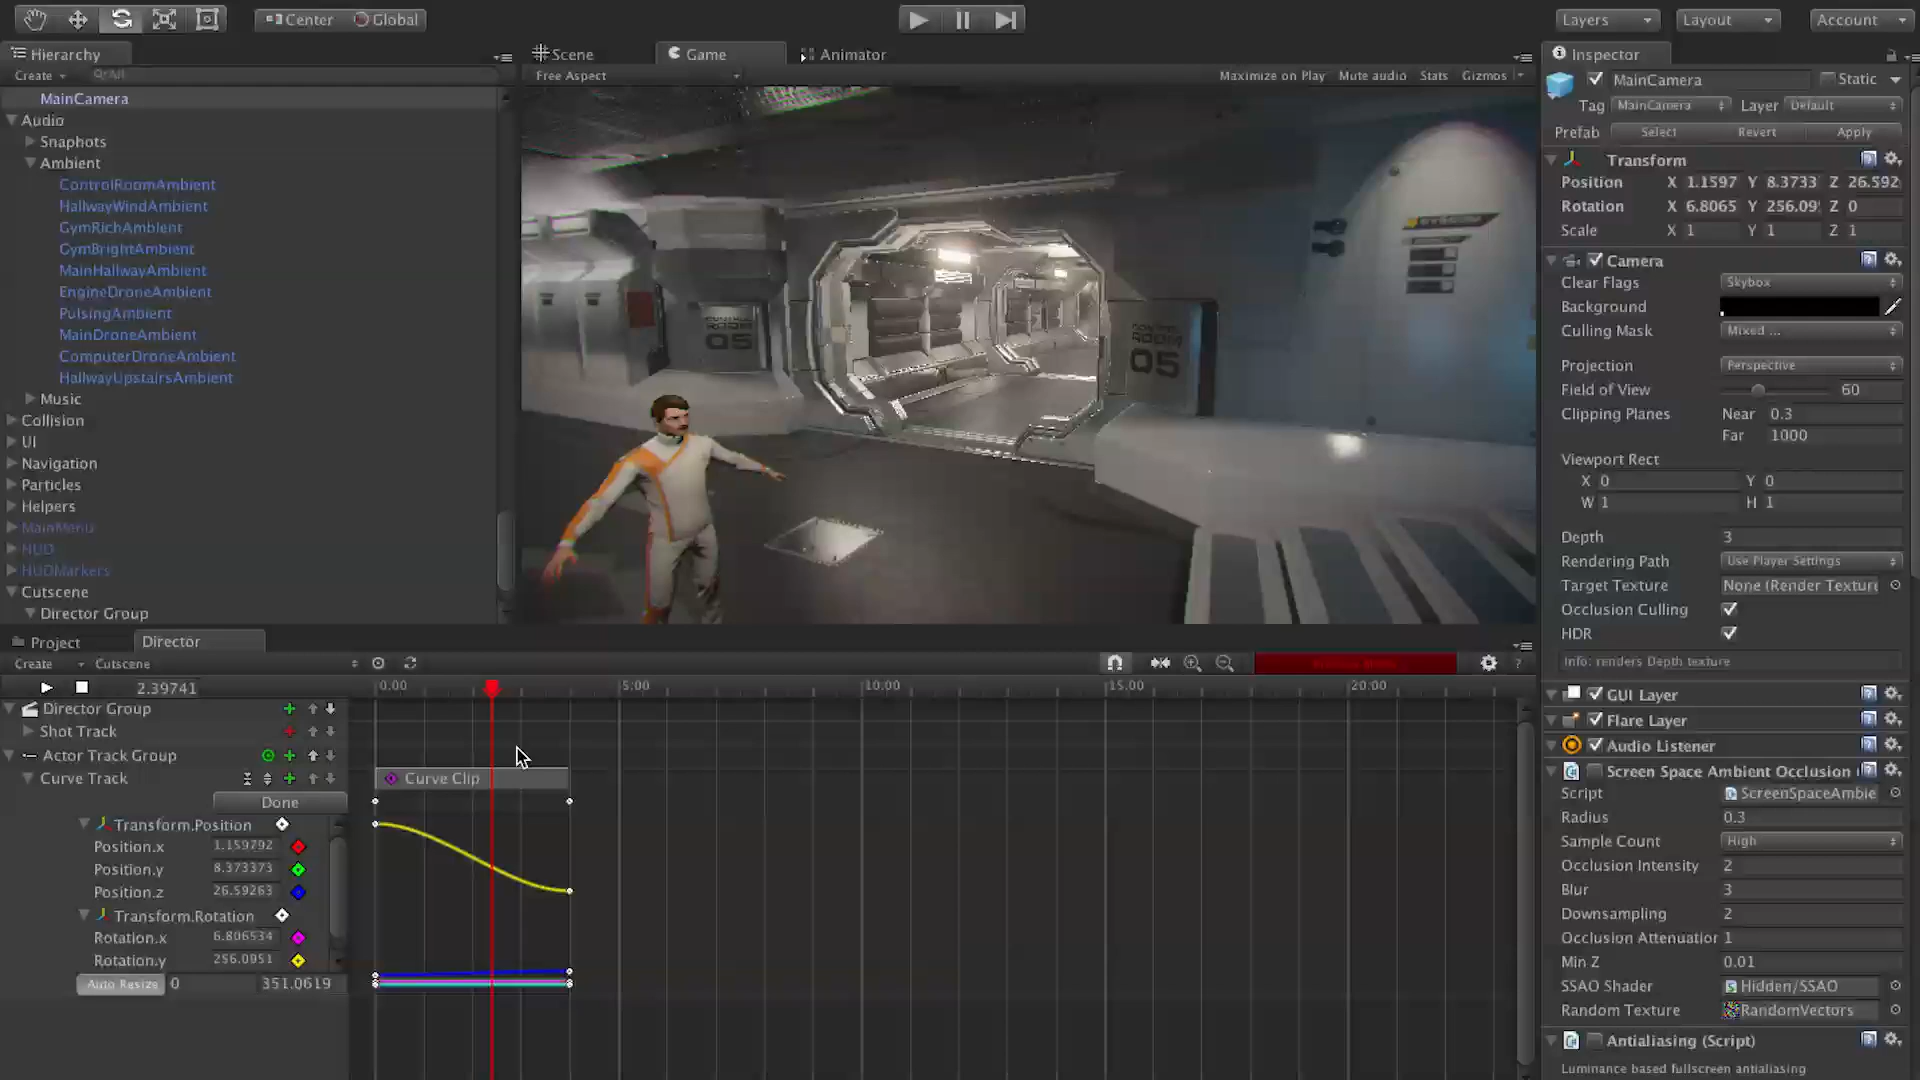 Center Global
Layers Layout Account
Hierarchy
Create All
MainCamera
Audio
Snaphots
Ambient
ControlRoomAmbient
HallwayWindAmbient
GymRichAmbient
GymBrightAmbient
MainHallwayAmbient
EngineDroneAmbient
PulsingAmbient
MainDroneAmbient
ComputerDroneAmbient
HallwayUpstairsAmbient
Music
Collision
UI
Navigation
Particles
Helpers
MainMenu
HUD
HUDMarkers
Cutscene
Director Group
Scene Game Animator
Free Aspect Maximize on Play Mute audio Stats Gizmos
CONTROL
ROOM
05
ROOM
05
Inspector
MainCamera Static
Tag MainCamera Layer Default
Prefab Select Revert Apply
Transform
Position X 1.1597 Y 8.3733 Z 26.592
Rotation X 6.8065 Y 256.09 Z 0
Scale X 1 Y 1 Z 1
Camera
Clear Flags Skybox
Background
Culling Mask Mixed ...
Projection Perspective
Field of View 60
Clipping Planes Near 0.3
Far 1000
Viewport Rect
X 0 Y 0
W 1 H 1
Depth 3
Rendering Path Use Player Settings
Target Texture None (Render Texture
Occlusion Culling
HDR
Info: renders Depth texture
GUI Layer
Flare Layer
Audio Listener
Screen Space Ambient Occlusion
Script ScreenSpaceAmbie
Radius 0.3
Sample Count High
Occlusion Intensity 2
Blur 3
Downsampling 2
Occlusion Attenuation 1
Min Z 0.01
SSAO Shader Hidden/SSAO
Random Texture RandomVectors
Antialiasing (Script)
Luminance based fullscreen antialiasing
Project Director
Create Cutscene ?
2.39741 0.00 5:00 10:00 15:00 20:00
Director Group
Shot Track
Actor Track Group
Curve Track Curve Clip
Done
Transform.Position
Position.x 1.159792
Position.y 8.373373
Position.z 26.59263
Transform.Rotation
Rotation.x 6.806534
Rotation.y 256.0951
Auto Resize 0 351.0619